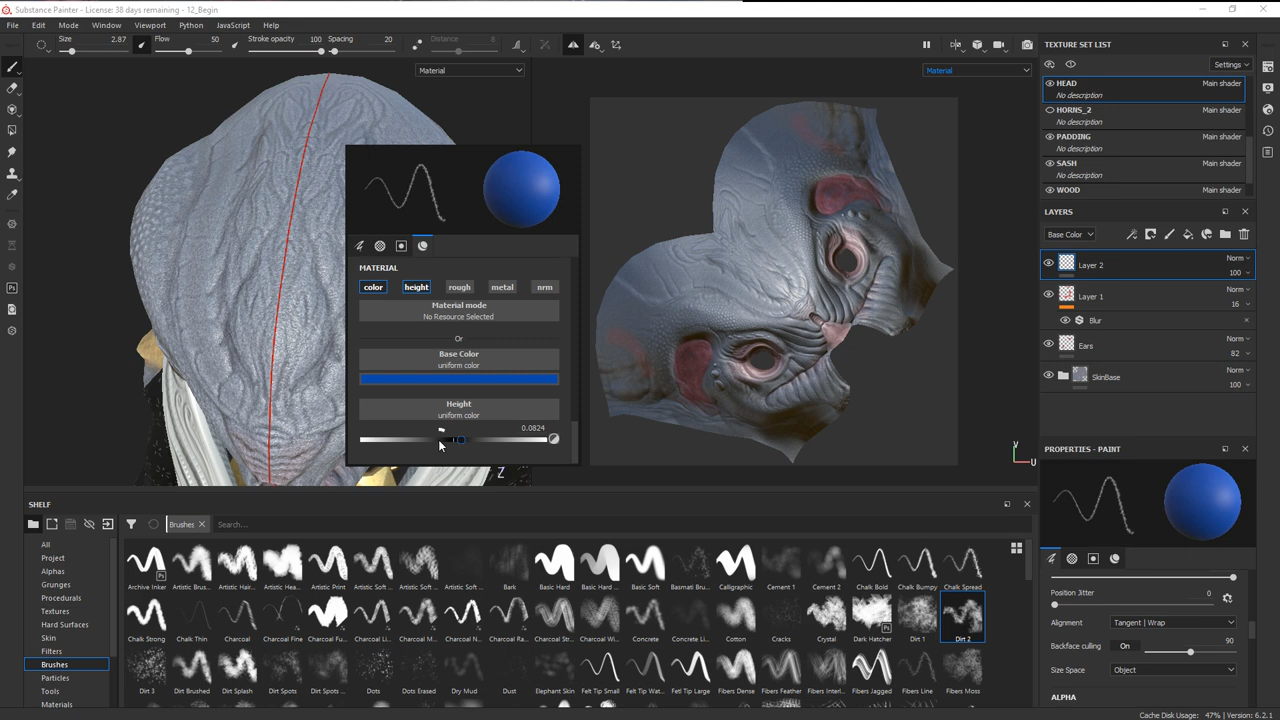 Substance Painter - License: 38 days remaining - 12_Begin
File Edit Mode Window Viewport Python JavaScript Help
Size 2.87 Flow 50 Stroke opacity 100 Spacing 20 Distance 8
Material
Material
TEXTURE SET LIST
Settings
HEAD Main shader
No description
HORNS_2 Main shader
No description
PADDING Main shader
No description
SASH Main shader
No description
WOOD Main shader
LAYERS
Base Color
Layer 2 Norm 100
Layer 1 Norm 16
Blur
Ears Norm 82
SkinBase Norm 100
MATERIAL
color height rough metal nrm
Material mode
No Resource Selected
Or
Base Color
uniform color
Height
uniform color
0.0824
Z
V
U
PROPERTIES - PAINT
Position Jitter 0
Alignment Tangent | Wrap
Backface culling On 90
Size Space Object
ALPHA
SHELF
Brushes Search...
All
Project
Alphas
Grunges
Procedurals
Textures
Hard Surfaces
Skin
Filters
Brushes
Particles
Tools
Materials
Archive Inker Artistic Brus... Artistic Hair... Artistic Hea... Artistic Print Artistic Soft ... Artistic Soft ... Artistic Soft ... Bark Basic Hard Basic Hard ... Basic Soft Basmati Bru... Calligraphic Cement 1 Cement 2 Chalk Bold Chalk Bumpy Chalk Spread
Chalk Strong Chalk Thin Charcoal Charcoal Fine Charcoal Fu... Charcoal Li... Charcoal M... Charcoal N... Charcoal Ra... Charcoal Str... Charcoal Wi... Concrete Concrete Li... Cotton Cracks Crystal Dark Hatcher Dirt 1 Dirt 2
Dirt 3 Dirt Brushed Dirt Splash Dirt Spots Dirt Spots ... Dots Dots Erased Dry Mud Dust Elephant Skin Felt Tip Small Felt Tip Wat... Fetl Tip Large Fibers Dense Fibers Feather Fibers Interl... Fibers Jagged Fibers Line Fibers Moss
Cache Disk Usage: 47% | Version: 6.2.1